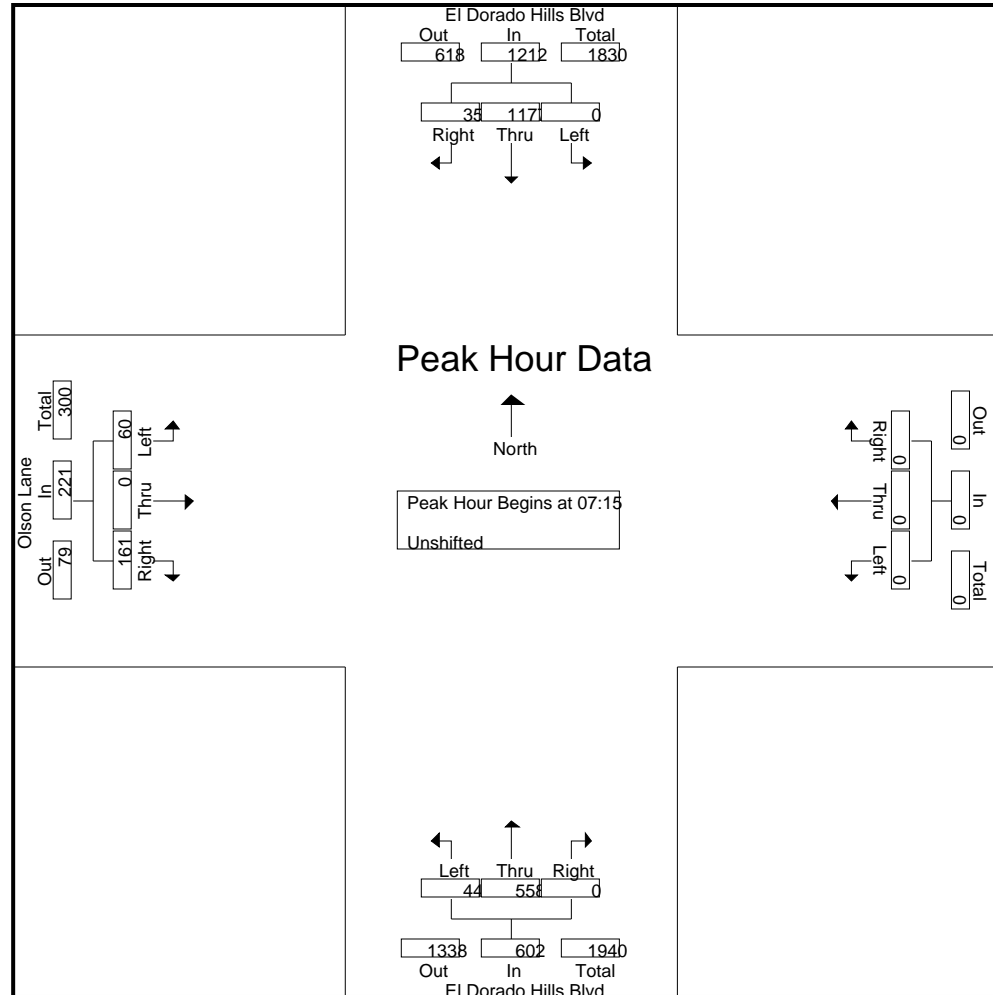 El Dorado Hills Blvd
Out In Total
618 1212 1830
35 1177 0
Right Thru Left
Peak Hour Data
North
Peak Hour Begins at 07:15
Unshifted
Olson Lane
Total In Out
300 221 79
60 0 161
Left Thru Right
Right Thru Left
0 0 0
Out In Total
0 0 0
Left Thru Right
44 558 0
1338 602 1940
Out In Total
El Dorado Hills Blvd